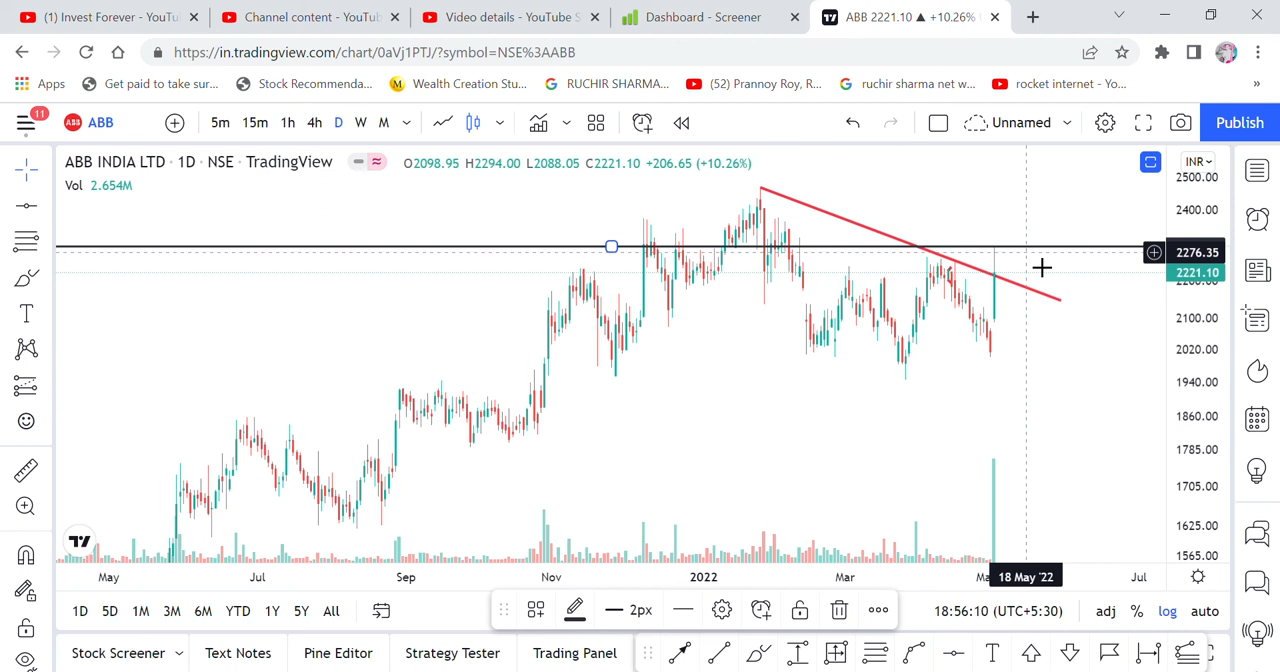 (1) Invest Forever - YouTu
Channel content - YouTub
Video details - YouTube S
Dashboard - Screener
ABB 2221.10 ▲ +10.26%
https://in.tradingview.com/chart/0aVj1PTJ/?symbol=NSE%3AABB
Apps
Get paid to take sur...
Stock Recommenda...
Wealth Creation Stu...
RUCHIR SHARMA...
(52) Prannoy Roy, R...
ruchir sharma net w...
rocket internet - Yo...
»
11
ABB ABB
5m 15m 1h 4h D W M
Unnamed
Publish
ABB INDIA LTD · 1D · NSE · TradingView
O2098.95 H2294.00 L2088.05 C2221.10 +206.65 (+10.26%)
INR
Vol 2.654M
2500.00
2400.00
2276.35
2221.10
2100.00
2020.00
1940.00
1860.00
1785.00
1705.00
1625.00
1565.00
May Jul Sep Nov 2022 Mar 18 May '22 Jul
1D 5D 1M 3M 6M YTD 1Y 5Y All
2px
18:56:10 (UTC+5:30)
adj % log auto
Stock Screener Text Notes Pine Editor Strategy Tester Trading Panel